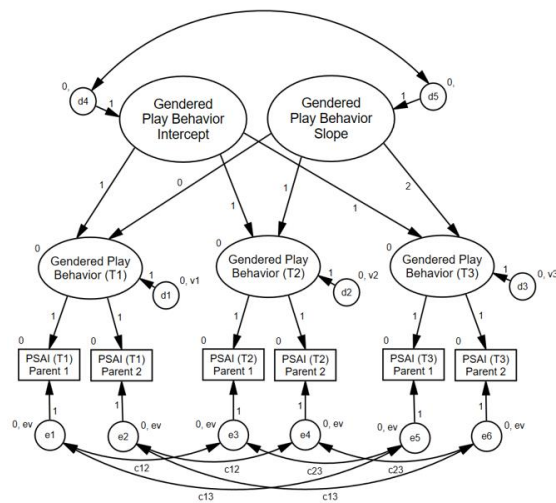 0,
0,
d4
1
Gendered
Play Behavior
Intercept
Gendered
Play Behavior
Slope
1
d5
1
0
1
1
1
2
0
Gendered Play
Behavior (T1)
0
Gendered Play
Behavior (T2)
0
Gendered Play
Behavior (T3)
1
0, v1
d1
1
0, v2
d2
1
0, v3
d3
1
1
1
1
1
1
0
PSAI (T1)
Parent 1
0
PSAI (T1)
Parent 2
0
PSAI (T2)
Parent 1
0
PSAI (T2)
Parent 2
0
PSAI (T3)
Parent 1
0
PSAI (T3)
Parent 2
1
1
1
1
1
1
0, ev
e1
0, ev
e2
0, ev
e3
0, ev
e4
0, ev
e5
0, ev
e6
c12
c12
c23
c23
c13
c13